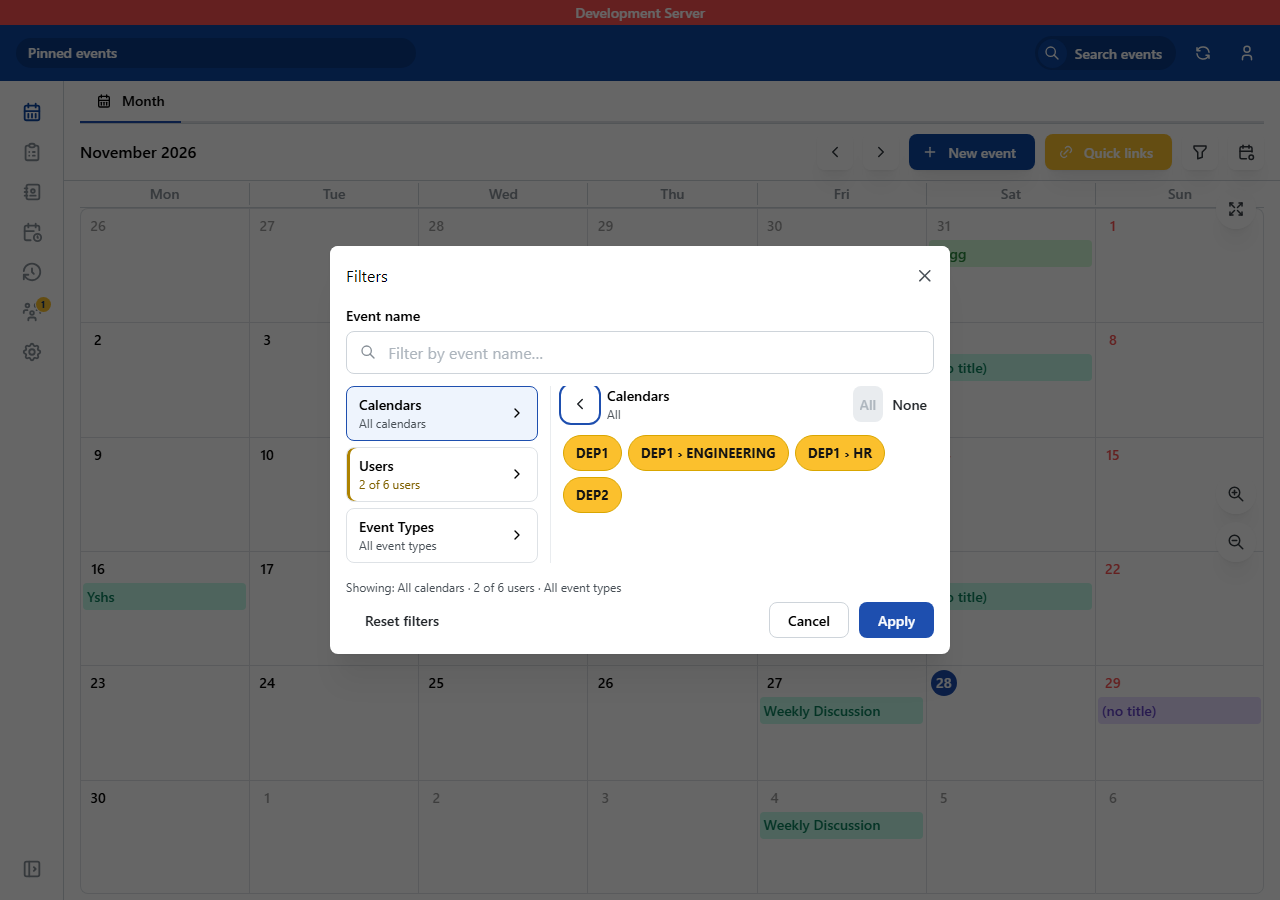 Development Server
Pinned events
Search events
Month
November 2026
New event
Quick links
Mon Tue Wed Thu Fri Sat Sun
26 27 28 29 30 31 1
1
Filters
Event name
Filter by event name...
Calendars
All calendars
Users
2 of 6 users
Event Types
All event types
Calendars
All
All None
DEP1 DEP1 › ENGINEERING DEP1 › HR
DEP2
Showing: All calendars · 2 of 6 users · All event types
Reset filters
Cancel
Apply
2 3 8
title)
9 10 15
16 17 22
Yshs
title)
23 24 25 26 27 28 29
Weekly Discussion
(no title)
30 1 2 3 4 5 6
Weekly Discussion